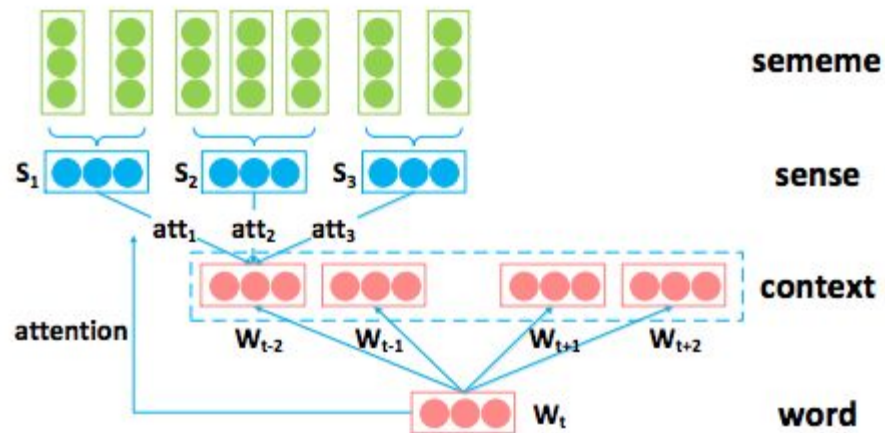 sememe
S₁ S₂ S₃ sense
att₁ att₂ att₃
context
attention
Wₜ₋₂ Wₜ₋₁ Wₜ₊₁ Wₜ₊₂
Wₜ word